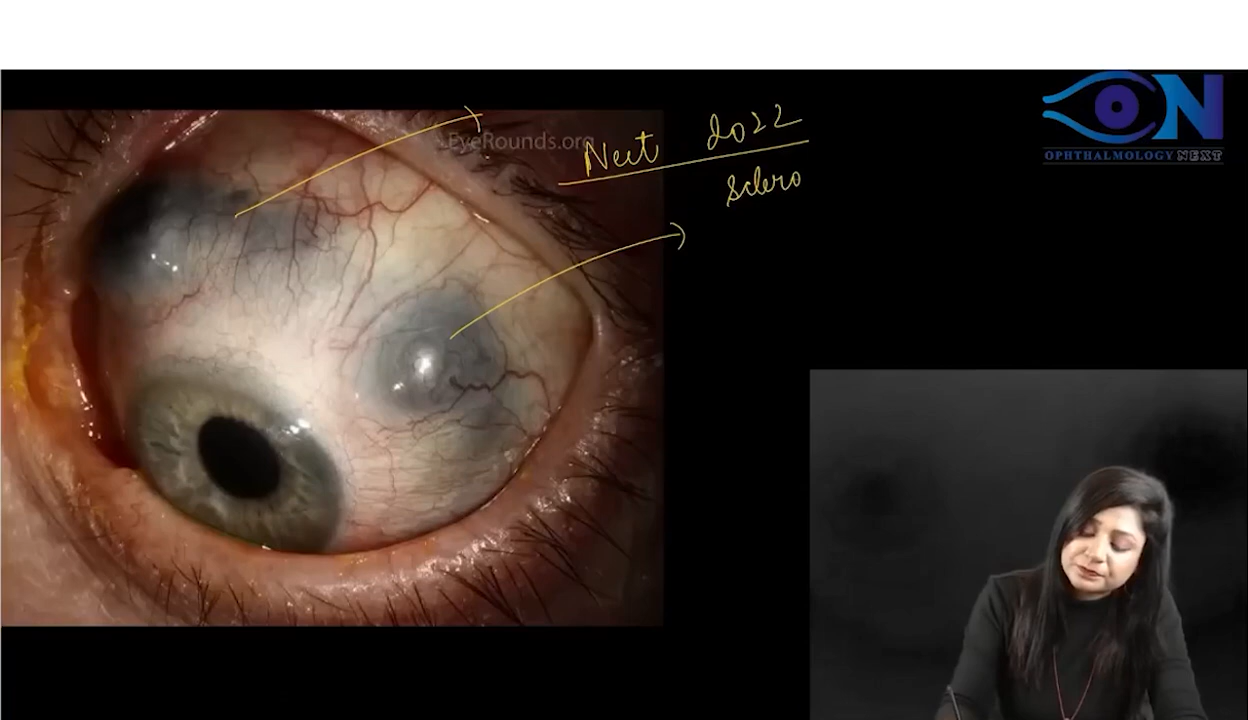 EyeRounds.org
Neet 2022
Sclero
ON
OPHTHALMOLOGY NEXT